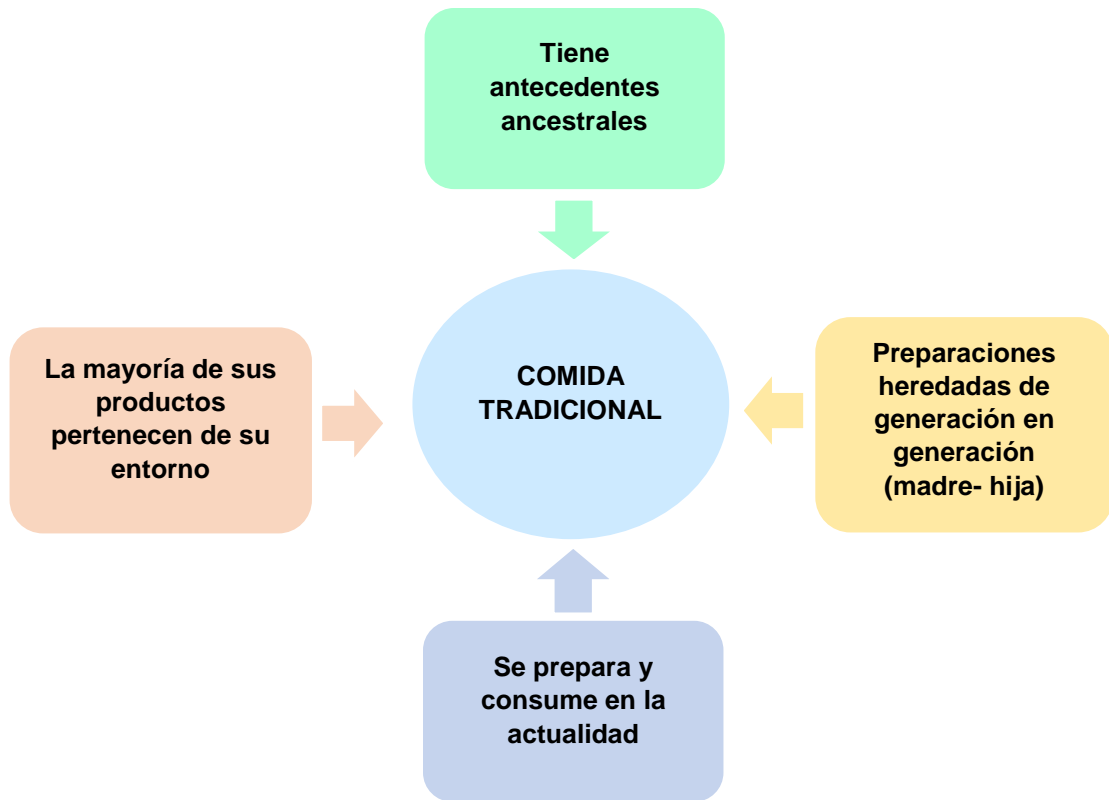 Tiene
antecedentes
ancestrales
La mayoría de sus
productos
pertenecen de su
entorno
COMIDA
TRADICIONAL
Preparaciones
heredadas de
generación en
generación
(madre- hija)
Se prepara y
consume en la
actualidad